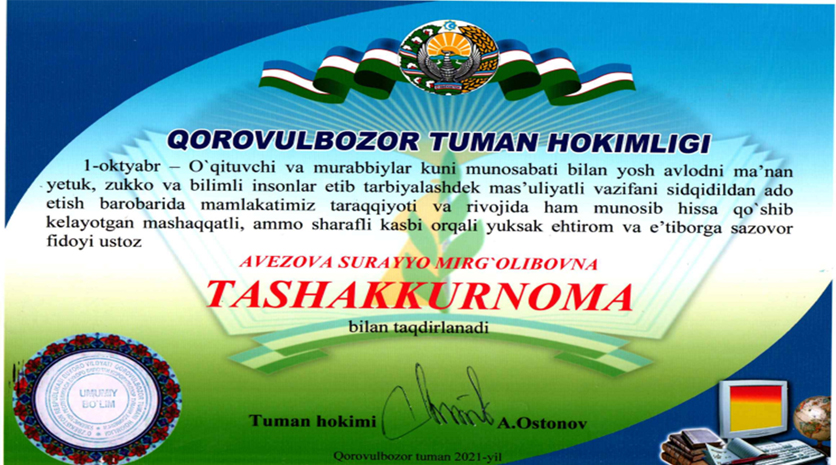 QOROVULBOZOR TUMAN HOKIMLIGI
1-oktyabr – O`qituvchi va murabbiylar kuni munosabati bilan yosh avlodni ma’nan
yetuk, zukko va bilimli insonlar etib tarbiyalashdek mas’uliyatli vazifani sidqidildan ado
etish barobarida mamlakatimiz taraqqiyoti va rivojida ham munosib hissa qo`shib
kelayotgan mashaqqatli, ammo sharafli kasbi orqali yuksak ehtirom va e’tiborga sazovor
fidoyi ustoz
AVEZOVA SURAYYO MIRG`OLIBOVNA
TASHAKKURNOMA
bilan taqdirlanadi
UMUMIY
BO'LIM
Tuman hokimi A.Ostonov
Qorovulbozor tuman 2021-yil